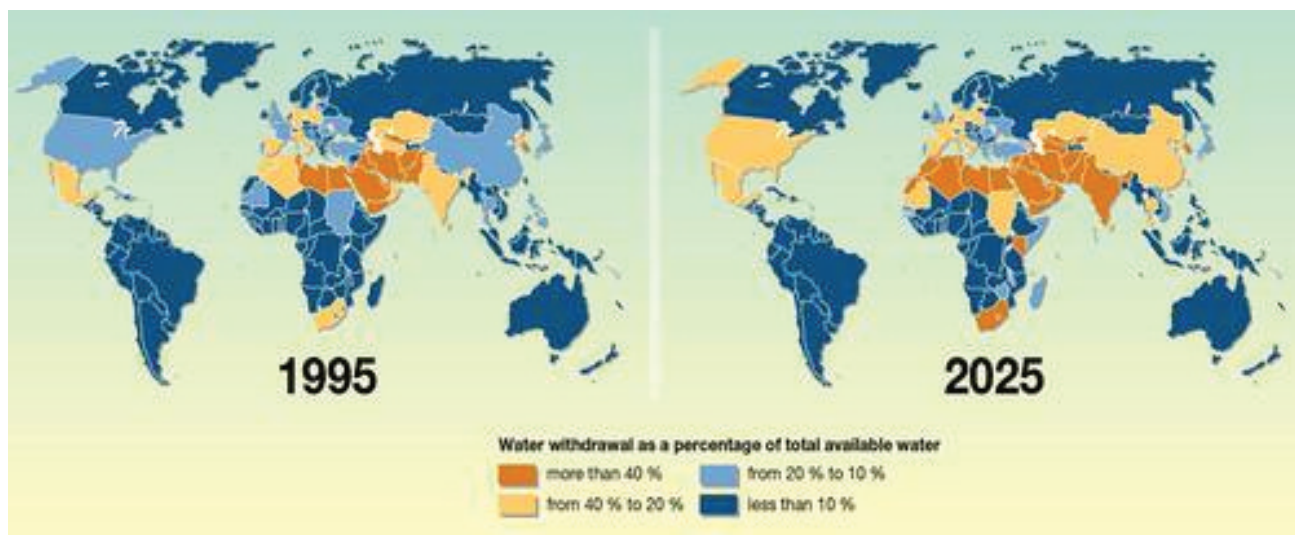 1995
2025
Water withdrawal as a percentage of total available water
more than 40 %
from 20 % to 10 %
from 40 % to 20 %
less than 10 %